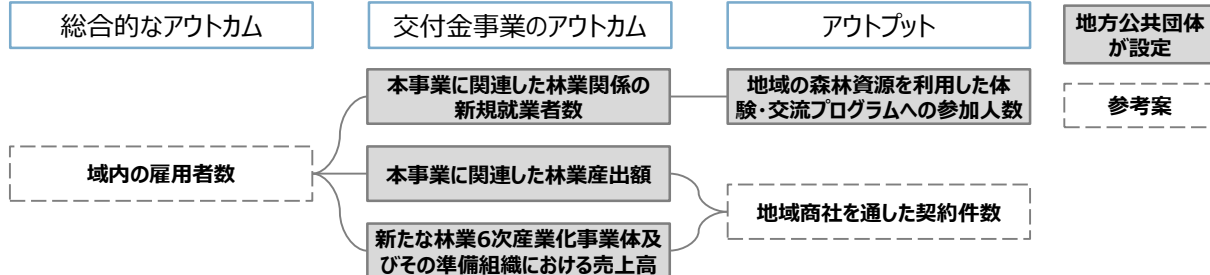 総合的なアウトカム
交付金事業のアウトカム
アウトプット
地方公共団体
が設定
参考案
本事業に関連した林業関係の
新規就業者数
地域の森林資源を利用した体
験・交流プログラムへの参加人数
域内の雇用者数
本事業に関連した林業産出額
地域商社を通した契約件数
新たな林業6次産業化事業体及
びその準備組織における売上高